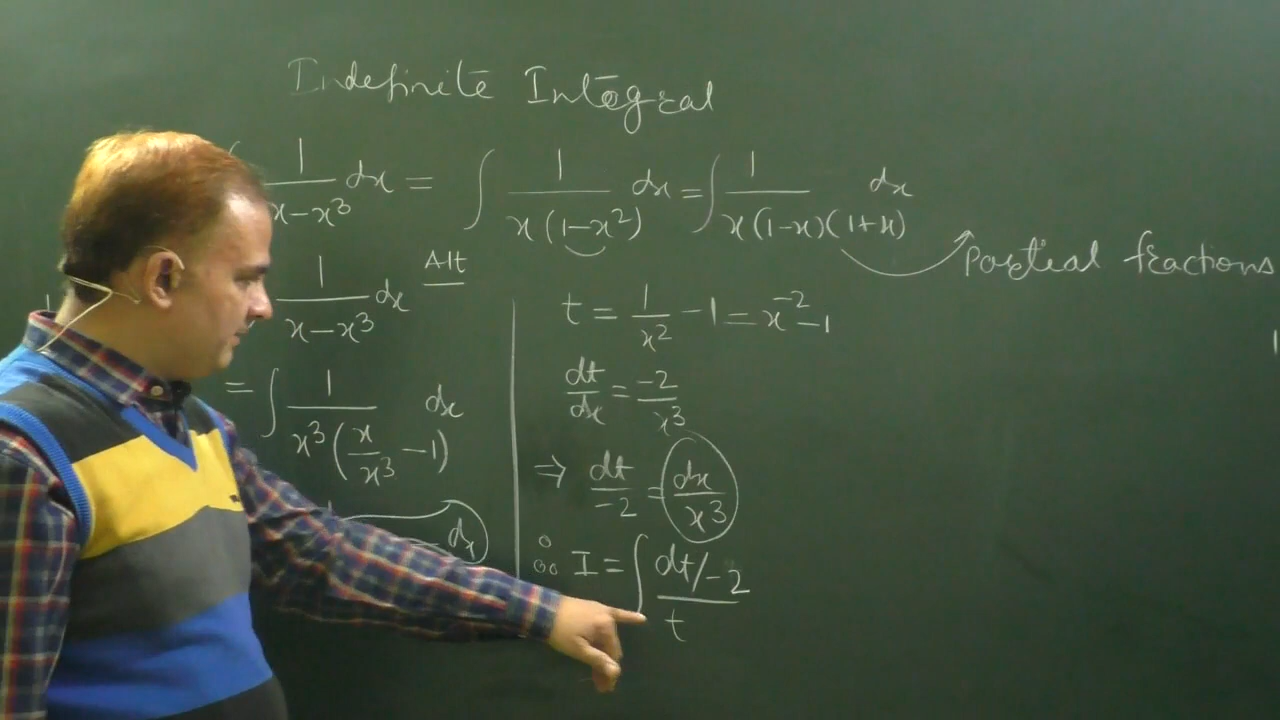 Indefinite Integral
∫ 1/(x-x³) dx = ∫ 1/(x(1-x²)) dx = ∫ 1/(x(1-x)(1+x)) dx
Partial fractions
Alt
1/(x-x³) dx
= ∫ 1/(x³(x/x³ -1)) dx
dx
t = 1/x² -1 = x⁻² -1
dt/dx = -2/x³
⇒ dt/-2 = dx/x³
∴ I = ∫ (dt/-2)/t